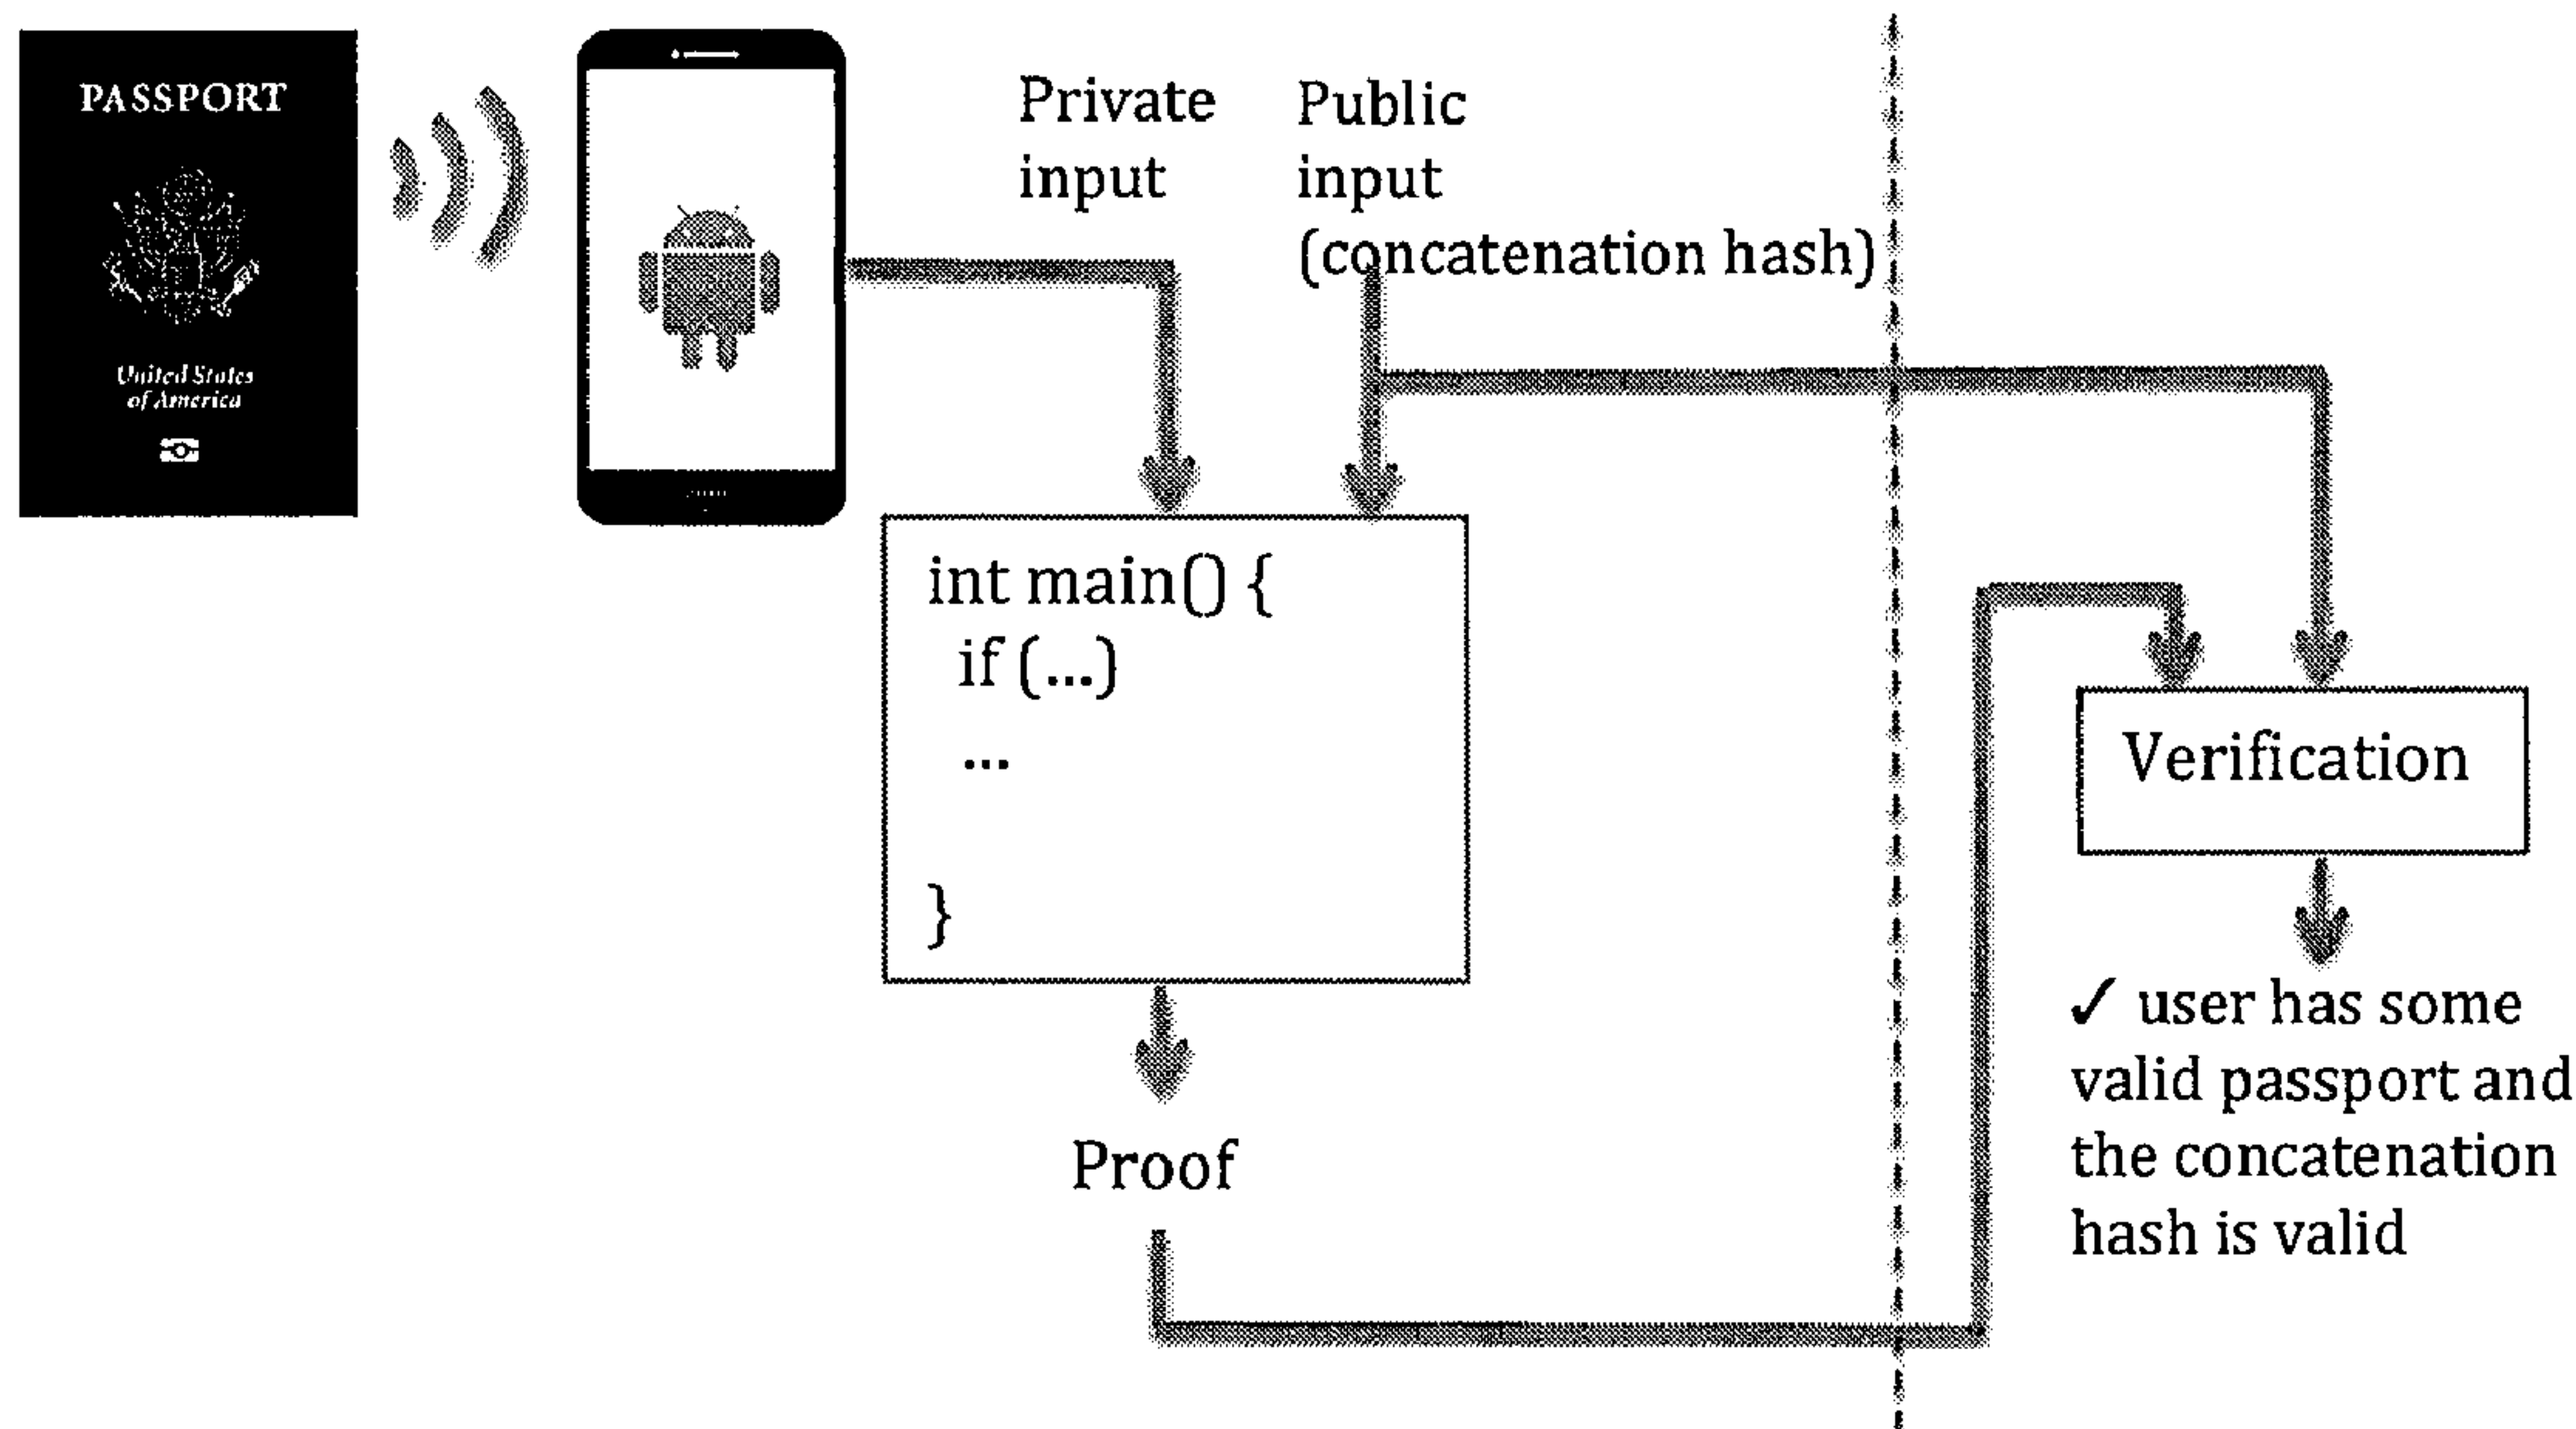 PASSPORT
United States
of America
Private
input
Public
input
(concatenation hash)
int main() {
if (...)
...
}
Proof
Verification
✓ user has some
valid passport and
the concatenation
hash is valid